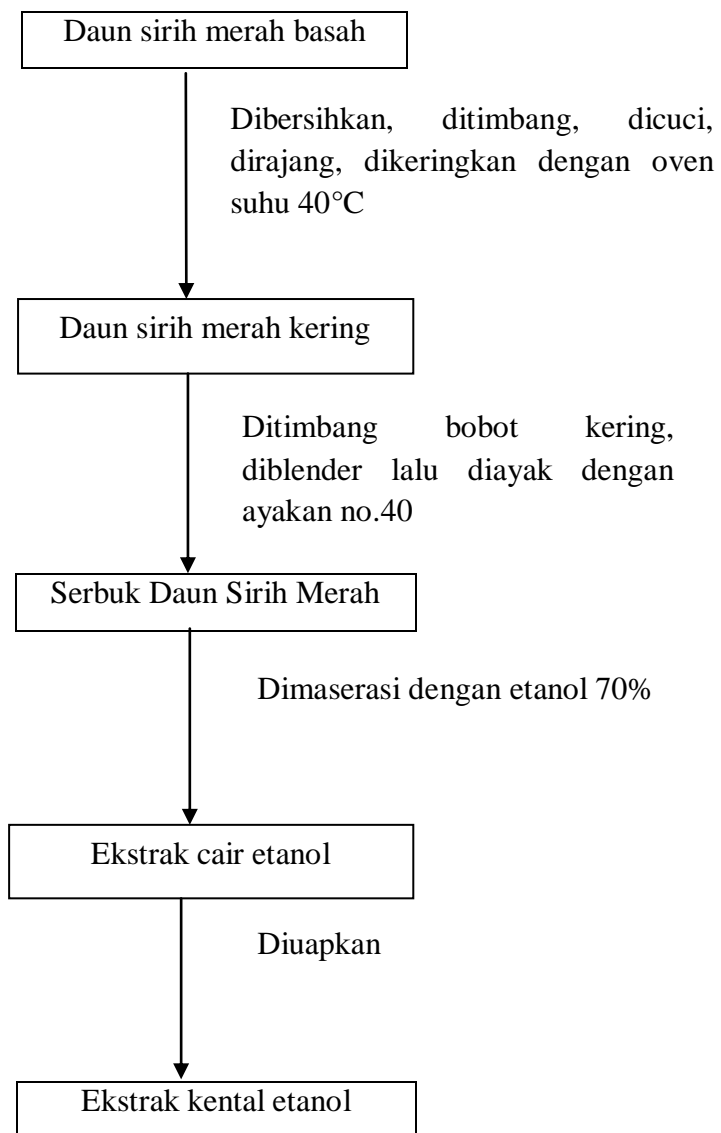 Daun sirih merah basah
Dibersihkan, ditimbang, dicuci,
dirajang, dikeringkan dengan oven
suhu 40°C
Daun sirih merah kering
Ditimbang bobot kering,
diblender lalu diayak dengan
ayakan no.40
Serbuk Daun Sirih Merah
Dimaserasi dengan etanol 70%
Ekstrak cair etanol
Diuapkan
Ekstrak kental etanol